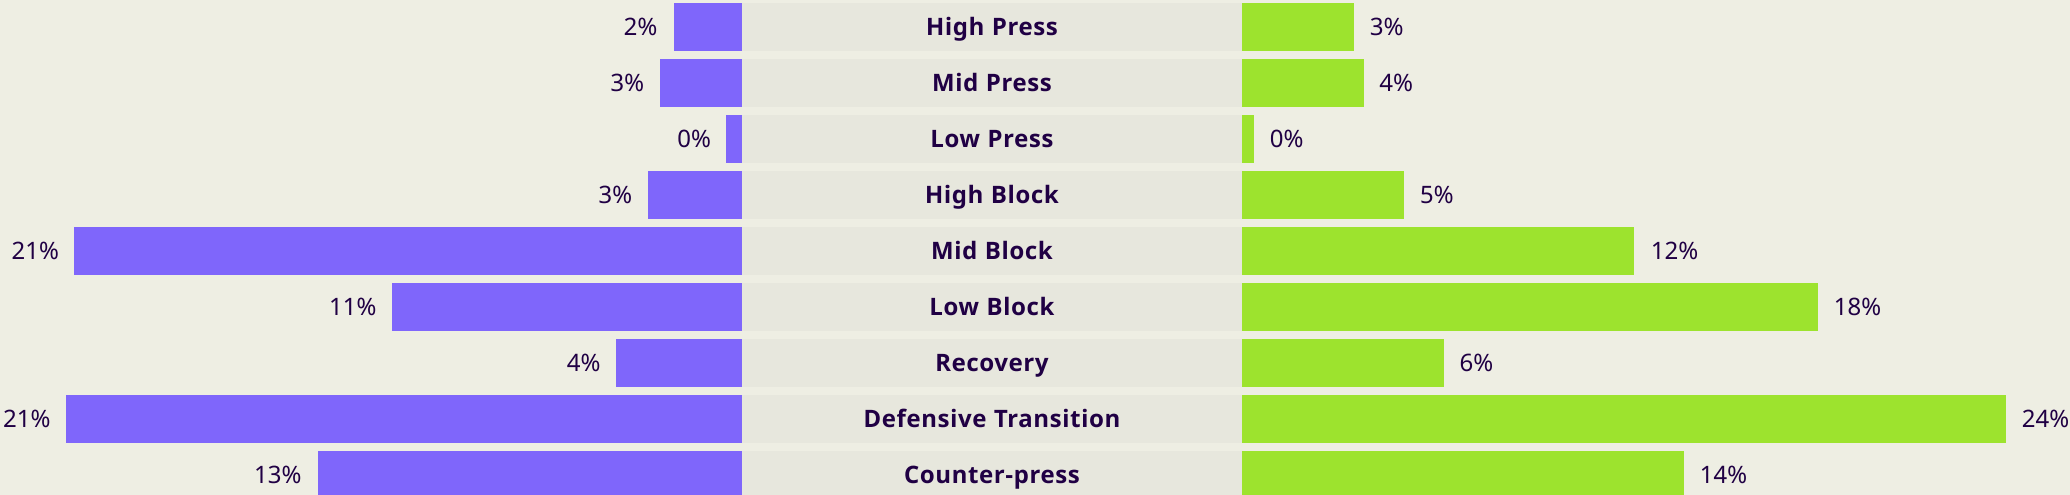 2% High Press 3%
3% Mid Press 4%
0% Low Press 0%
3% High Block 5%
21% Mid Block 12%
11% Low Block 18%
4% Recovery 6%
21% Defensive Transition 24%
13% Counter-press 14%